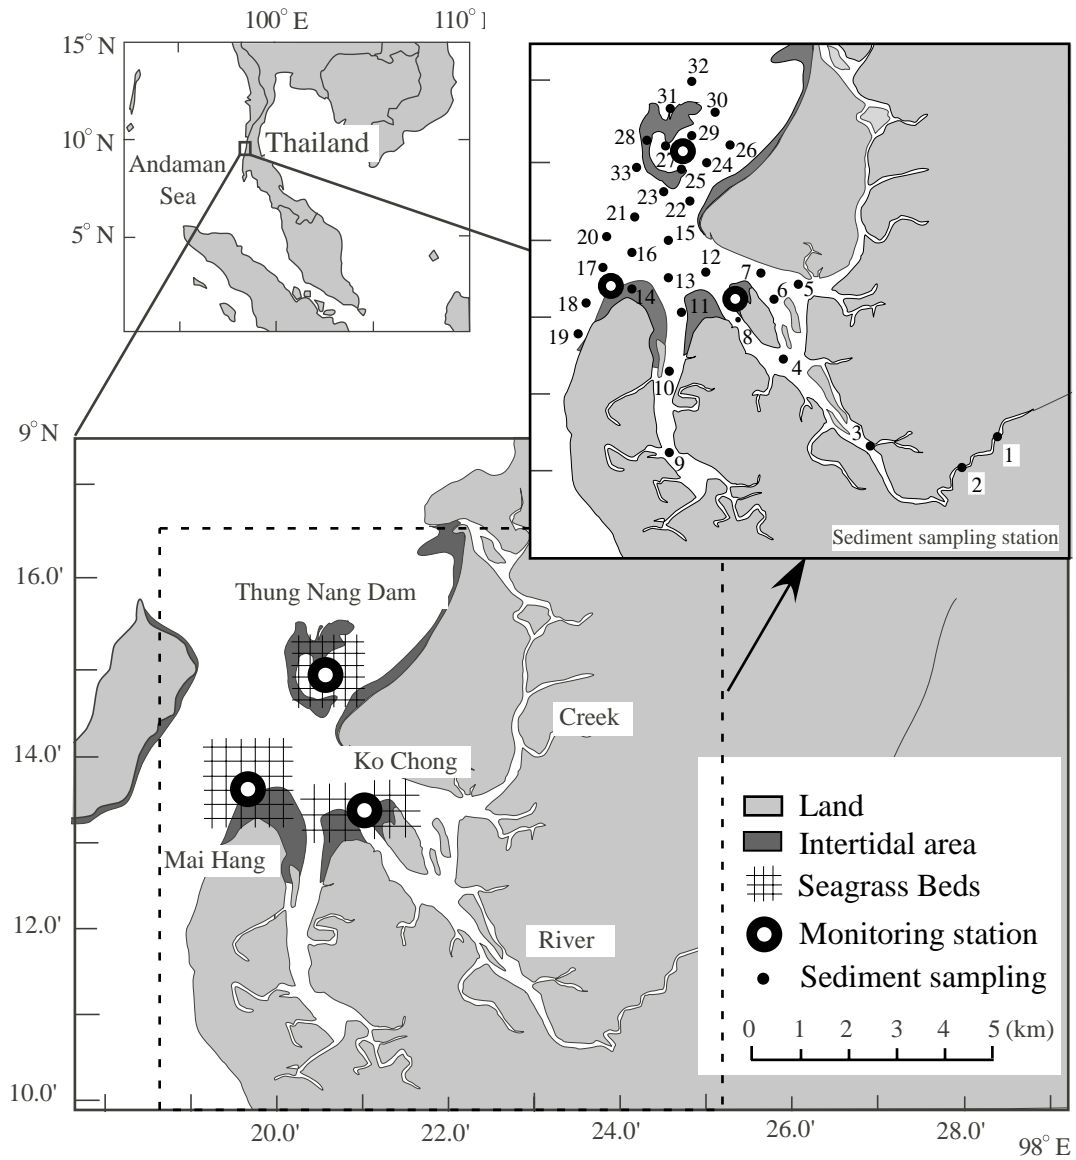 100° E
110°
15° N
10° N
5° N
Thailand
Andaman
Sea
32
31
30
29
28
27
26
25
24
33
23
22
21
20
15
16
12
17
13
7
5
6
14
18
11
8
19
4
10
3
9
1
2
Sediment sampling station
9° N
16.0'
14.0'
12.0'
10.0'
Thung Nang Dam
Creek
Ko Chong
Mai Hang
River
Land
Intertidal area
Seagrass Beds
Monitoring station
Sediment sampling
0 1 2 3 4 5 (km)
20.0' 22.0' 24.0' 26.0' 28.0'
98° E